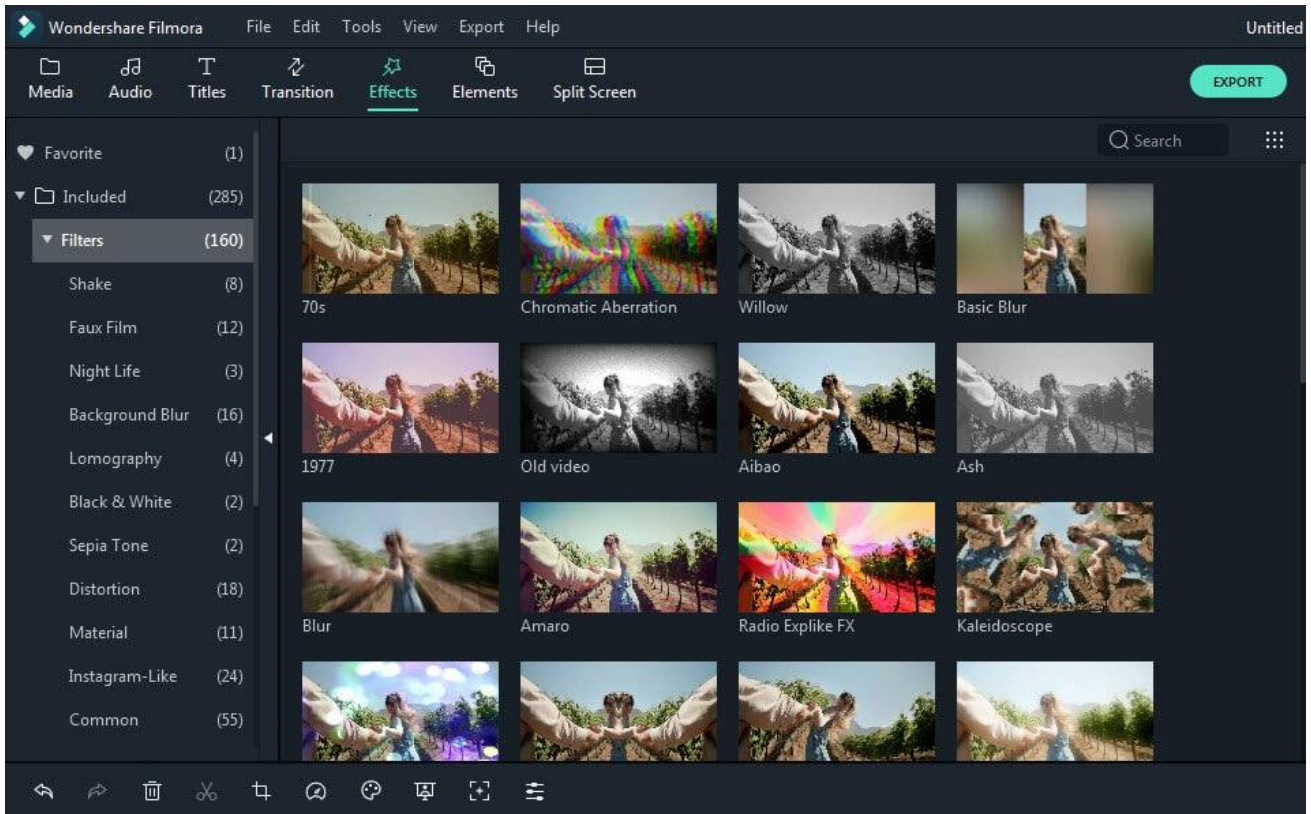 Wondershare Filmora File Edit Tools View Export Help Untitled
Media Audio Titles Transition Effects Elements Split Screen EXPORT
Search
Favorite (1)
Included (285)
Filters (160)
Shake (8)
Faux Film (12)
Night Life (3)
Background Blur (16)
Lomography (4)
Black & White (2)
Sepia Tone (2)
Distortion (18)
Material (11)
Instagram-Like (24)
Common (55)
70s Chromatic Aberration Willow Basic Blur
1977 Old video Aibao Ash
Blur Amaro Radio Explike FX Kaleidoscope